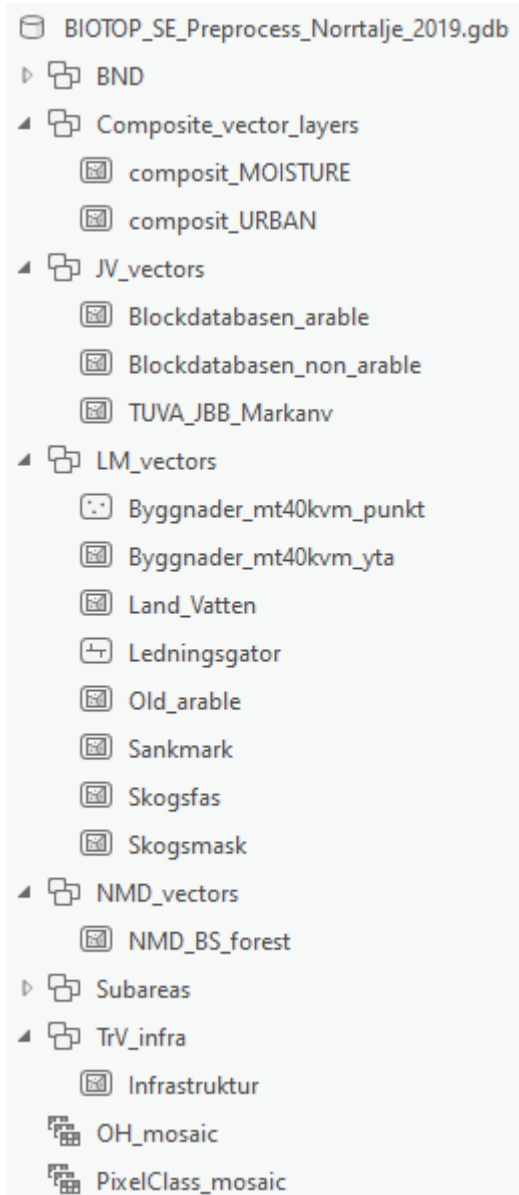 BIOTOP_SE_Preprocess_Norrtalje_2019.gdb
BND
Composite_vector_layers
composit_MOISTURE
composit_URBAN
JV_vectors
Blockdatabasen_arable
Blockdatabasen_non_arable
TUVA_JBB_Markanv
LM_vectors
Byggnader_mt40kvm_punkt
Byggnader_mt40kvm_yta
Land_Vatten
Ledningsgator
Old_arable
Sankmark
Skogsfas
Skogsmask
NMD_vectors
NMD_BS_forest
Subareas
TrV_infra
Infrastruktur
OH_mosaic
PixelClass_mosaic